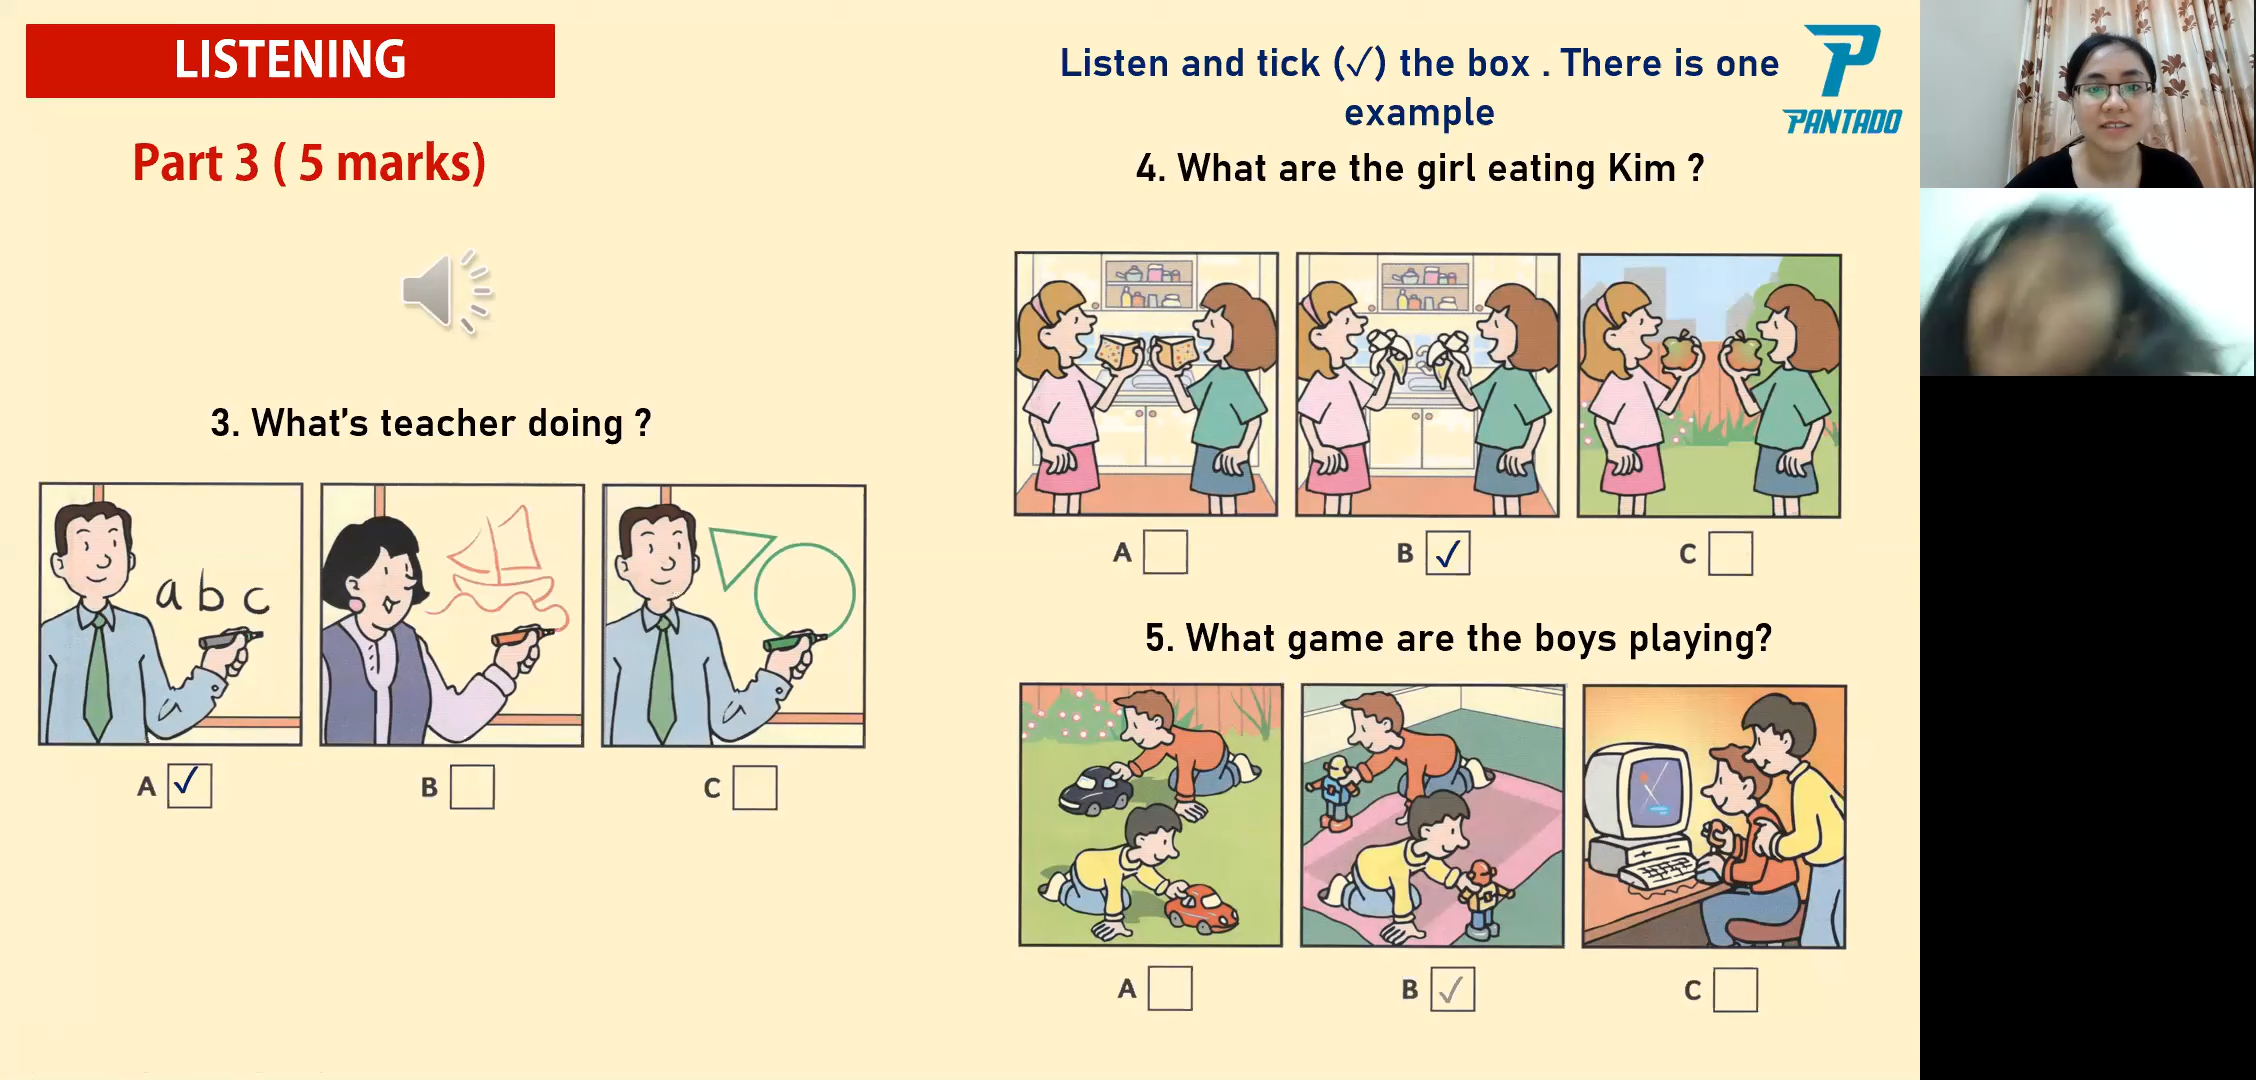 LISTENING
Part 3 ( 5 marks)
3. What's teacher doing ?
a b c
A ✓
B
C
Listen and tick (✓) the box . There is one
example
PANTADO
4. What are the girl eating Kim ?
A
B ✓
C
5. What game are the boys playing?
A
B ✓
C